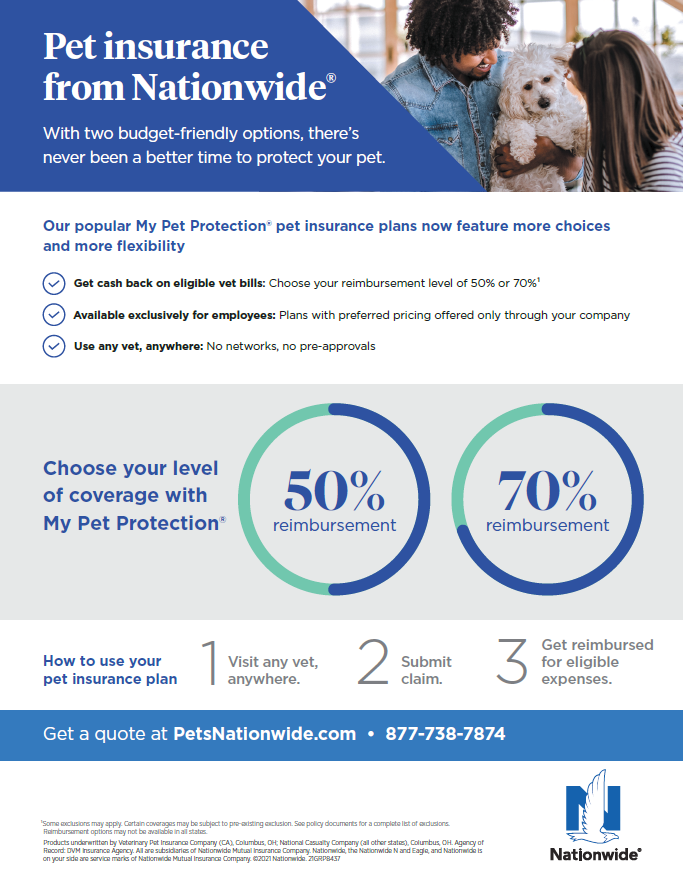 Pet insurance
from Nationwide®
With two budget-friendly options, there's
never been a better time to protect your pet.
Our popular My Pet Protection® pet insurance plans now feature more choices
and more flexibility
Get cash back on eligible vet bills: Choose your reimbursement level of 50% or 70%¹
Available exclusively for employees: Plans with preferred pricing offered only through your company
Use any vet, anywhere: No networks, no pre-approvals
Choose your level
of coverage with
My Pet Protection®
50%
reimbursement
70%
reimbursement
How to use your
pet insurance plan
1 Visit any vet,
anywhere.
2 Submit
claim.
3 Get reimbursed
for eligible
expenses.
Get a quote at PetsNationwide.com • 877-738-7874
¹Some exclusions may apply. Certain coverages may be subject to pre-existing exclusion. See policy documents for a complete list of exclusions.
Reimbursement options may not be available in all states.
Products underwritten by Veterinary Pet Insurance Company (CA), Columbus, OH; National Casualty Company (all other states), Columbus, OH. Agency of
Record: DVM Insurance Agency. All are subsidiaries of Nationwide Mutual Insurance Company. Nationwide, the Nationwide N and Eagle, and Nationwide is
on your side are service marks of Nationwide Mutual Insurance Company. ©2021 Nationwide. 21GRP8437
N
Nationwide®